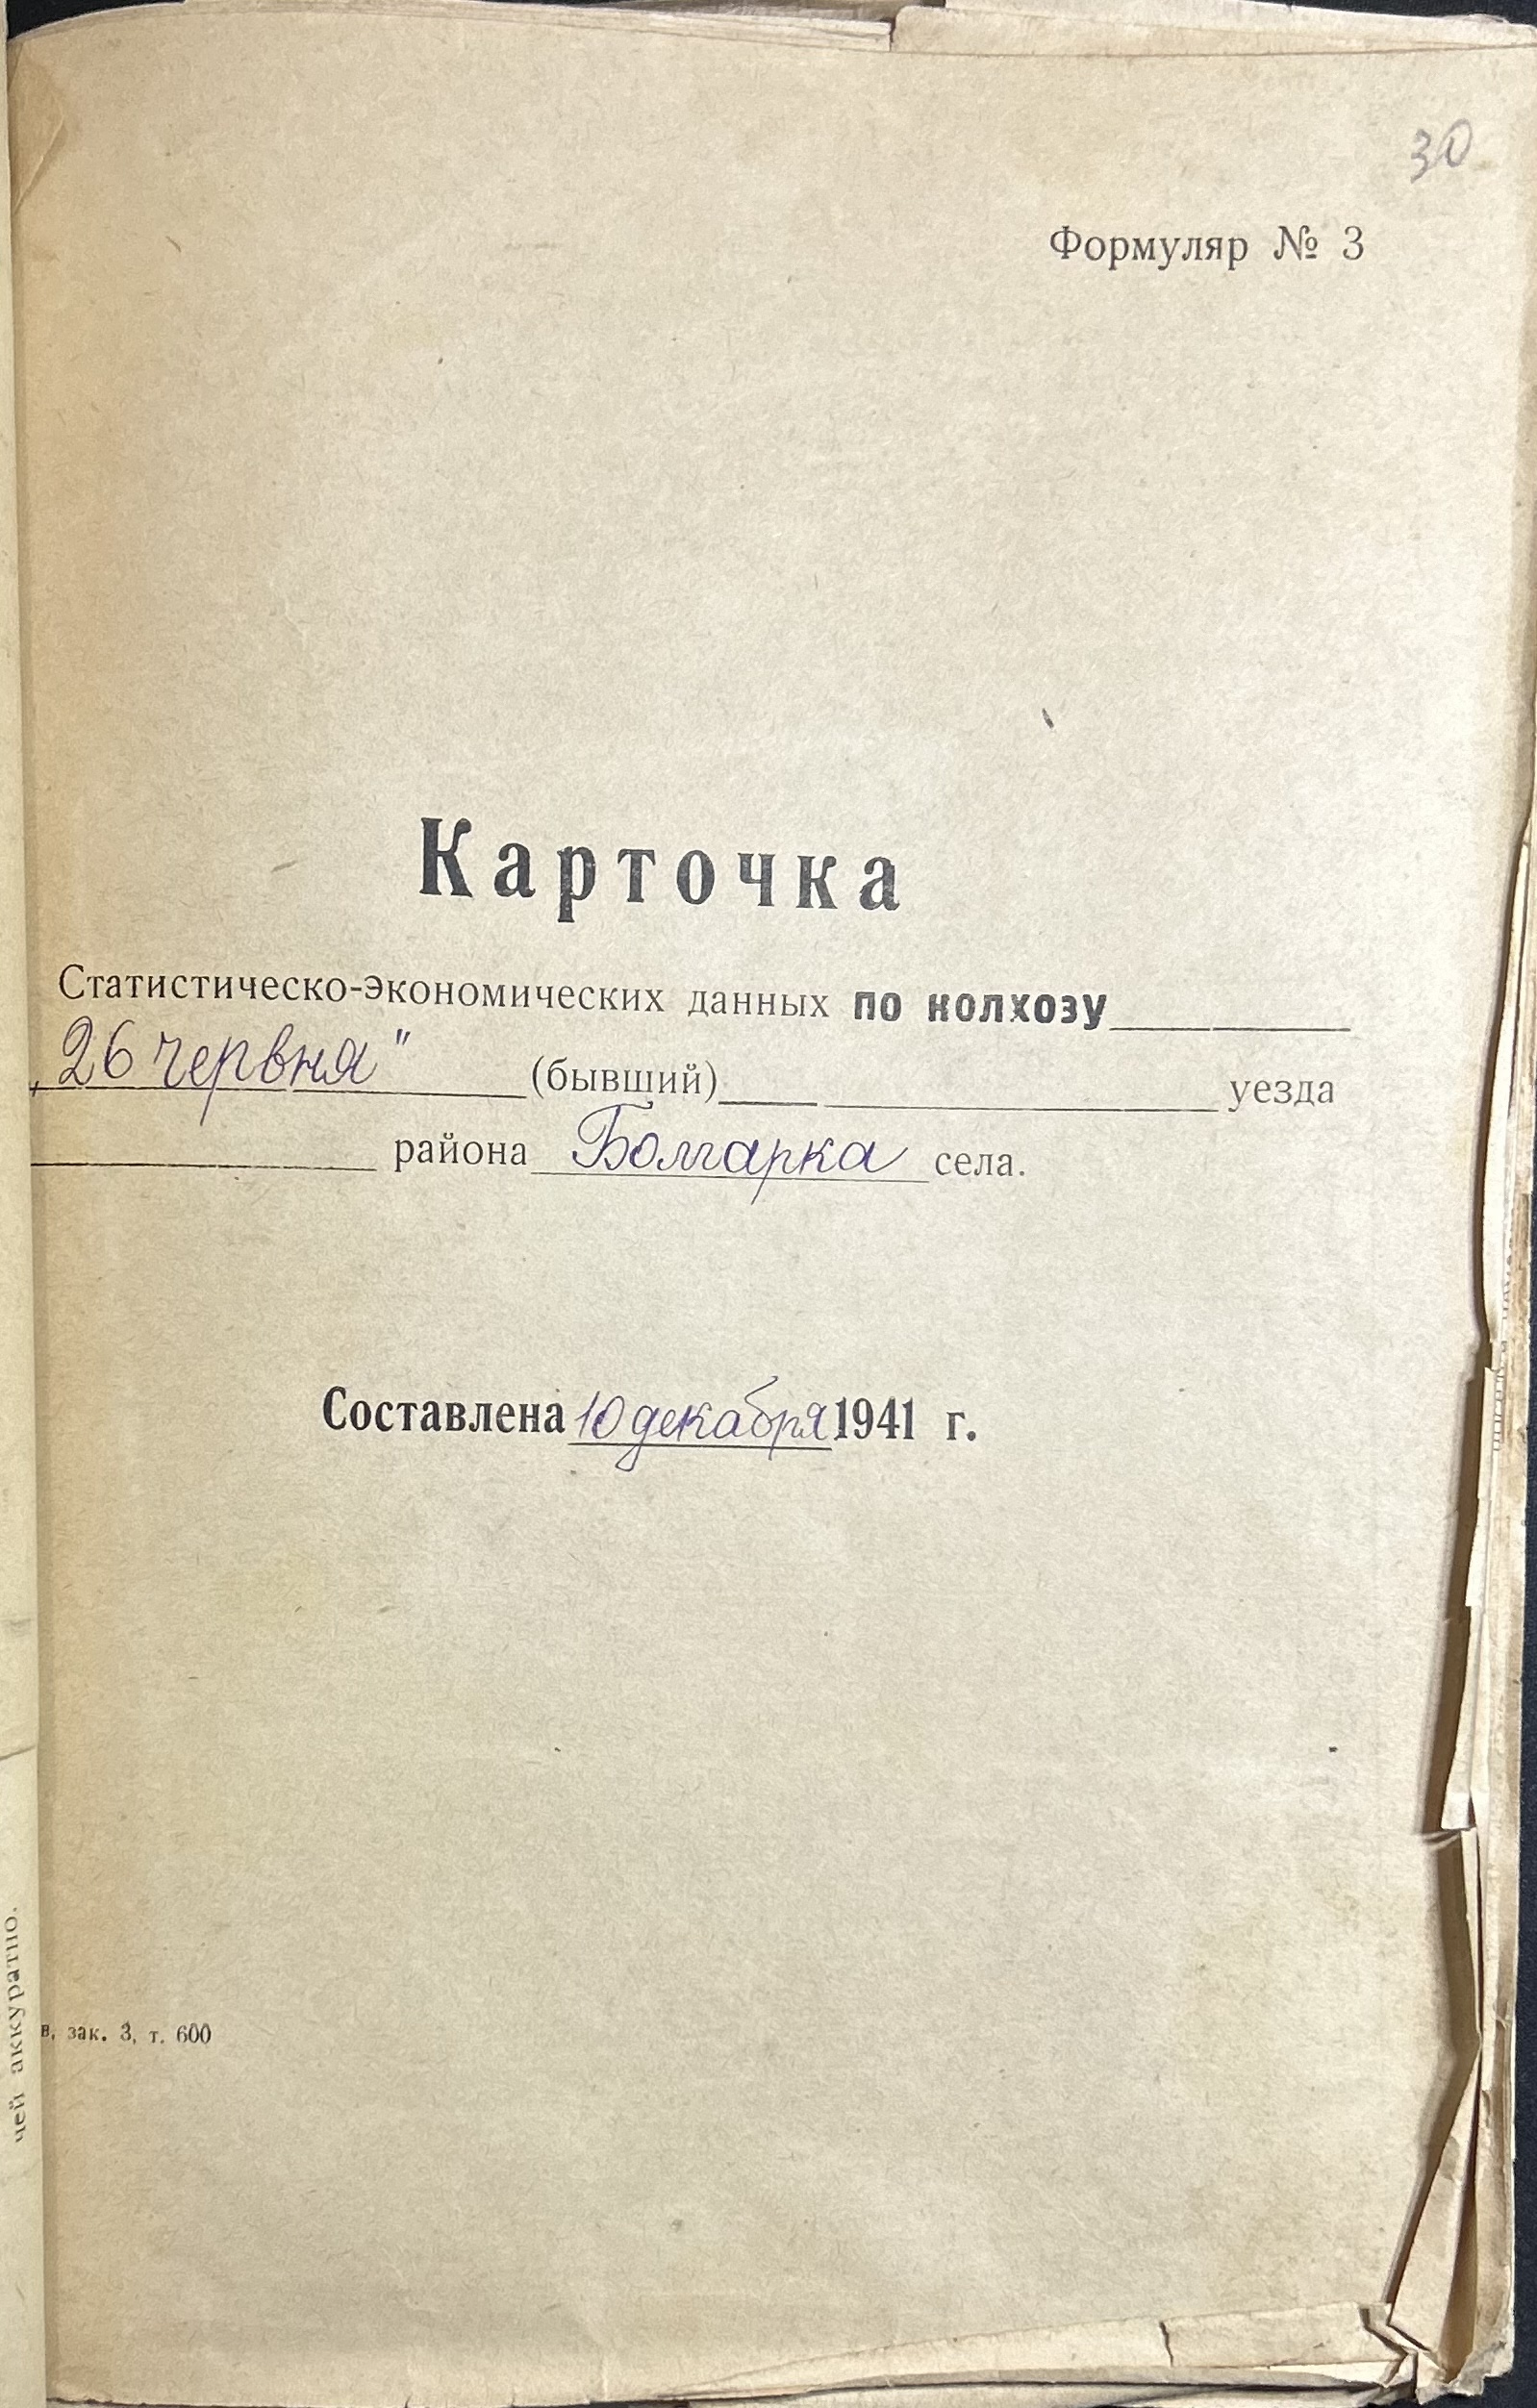 30
Формуляр № 3
Карточка
Статистическо-экономических данных по колхозу
„26 червня" (бывший) уезда
района Болгарка села.
Составлена 10 декабря 1941 г.
в, зак. 3, т. 600
чей аккуратно.